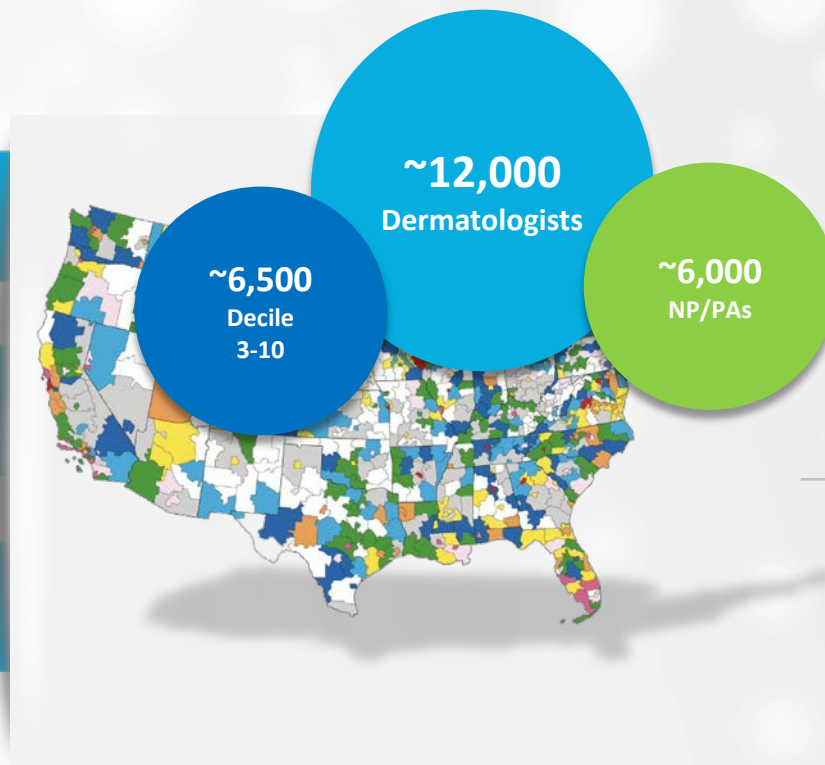 ~12,000
Dermatologists
~6,500
Decile
3-10
~6,000
NP/PAs